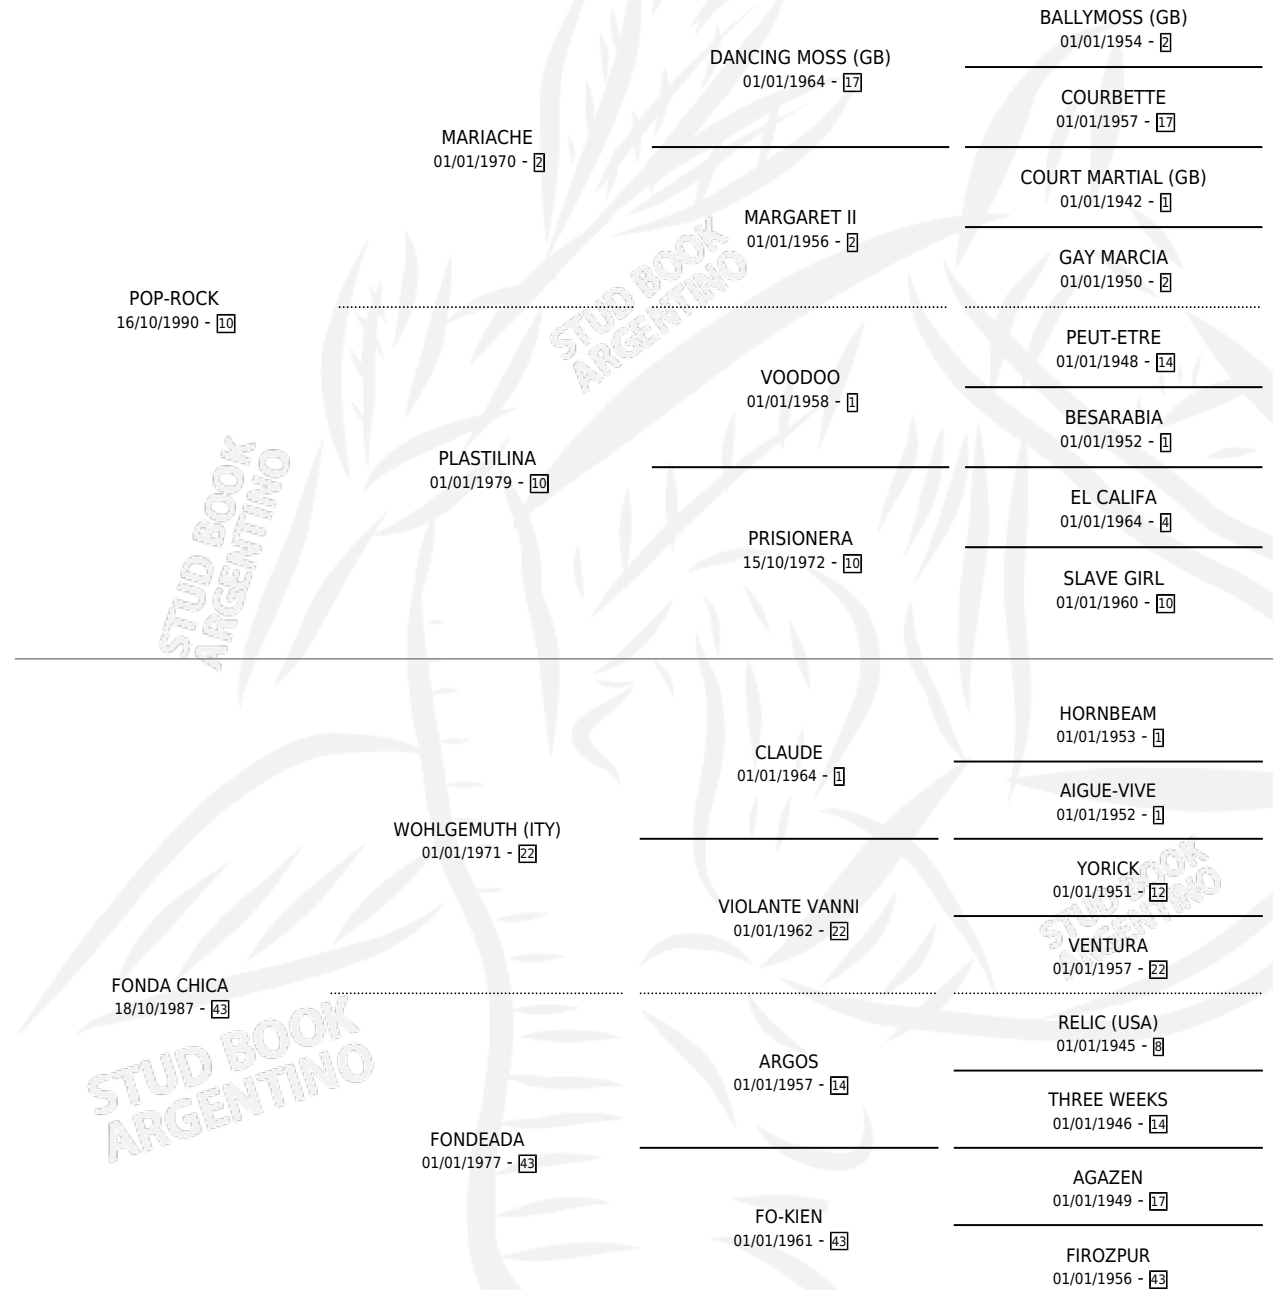 BALLYMOSS (GB)
01/01/1954 - 2
DANCING MOSS (GB)
01/01/1964 - 17
COURBETTE
01/01/1957 - 17
MARIACHE
01/01/1970 - 2
COURT MARTIAL (GB)
01/01/1942 - 1
MARGARET II
01/01/1956 - 2
GAY MARCIA
01/01/1950 - 2
POP-ROCK
16/10/1990 - 10
PEUT-ETRE
01/01/1948 - 14
VOODOO
01/01/1958 - 1
BESARABIA
01/01/1952 - 1
PLASTILINA
01/01/1979 - 10
EL CALIFA
01/01/1964 - 4
PRISIONERA
15/10/1972 - 10
SLAVE GIRL
01/01/1960 - 10
HORNBEAM
01/01/1953 - 1
CLAUDE
01/01/1964 - 1
AIGUE-VIVE
01/01/1952 - 1
WOHLGEMUTH (ITY)
01/01/1971 - 22
YORICK
01/01/1951 - 12
VIOLANTE VANNI
01/01/1962 - 22
VENTURA
01/01/1957 - 22
FONDA CHICA
18/10/1987 - 43
RELIC (USA)
01/01/1945 - 8
ARGOS
01/01/1957 - 14
THREE WEEKS
01/01/1946 - 14
FONDEADA
01/01/1977 - 43
AGAZEN
01/01/1949 - 17
FO-KIEN
01/01/1961 - 43
FIROZPUR
01/01/1956 - 43
STUD BOOK
ARGENTINO
STUD BOOK
ARGENTINO
STUD BOOK
ARGENTINO
STUD BOOK
ARGENTINO